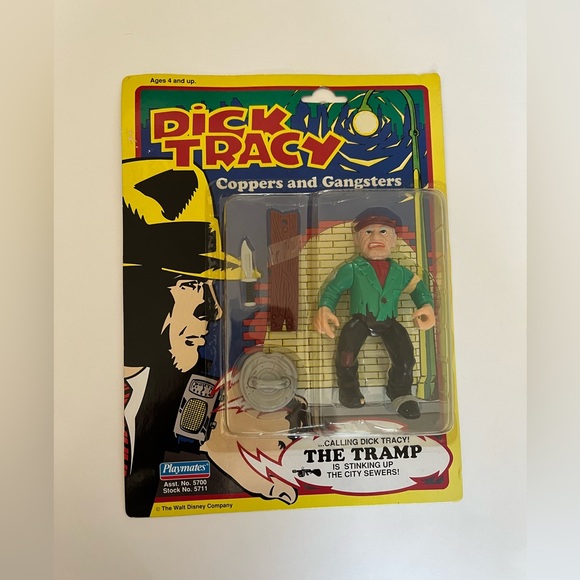 Ages 4 and up.
DiCK
TRACY
Coppers and Gangsters
...CALLING DICK TRACY!
THE TRAMP
IS STINKING UP
THE CITY SEWERS!
Playmates
Asst. No. 5700
Stock No. 5711
© The Walt Disney Company